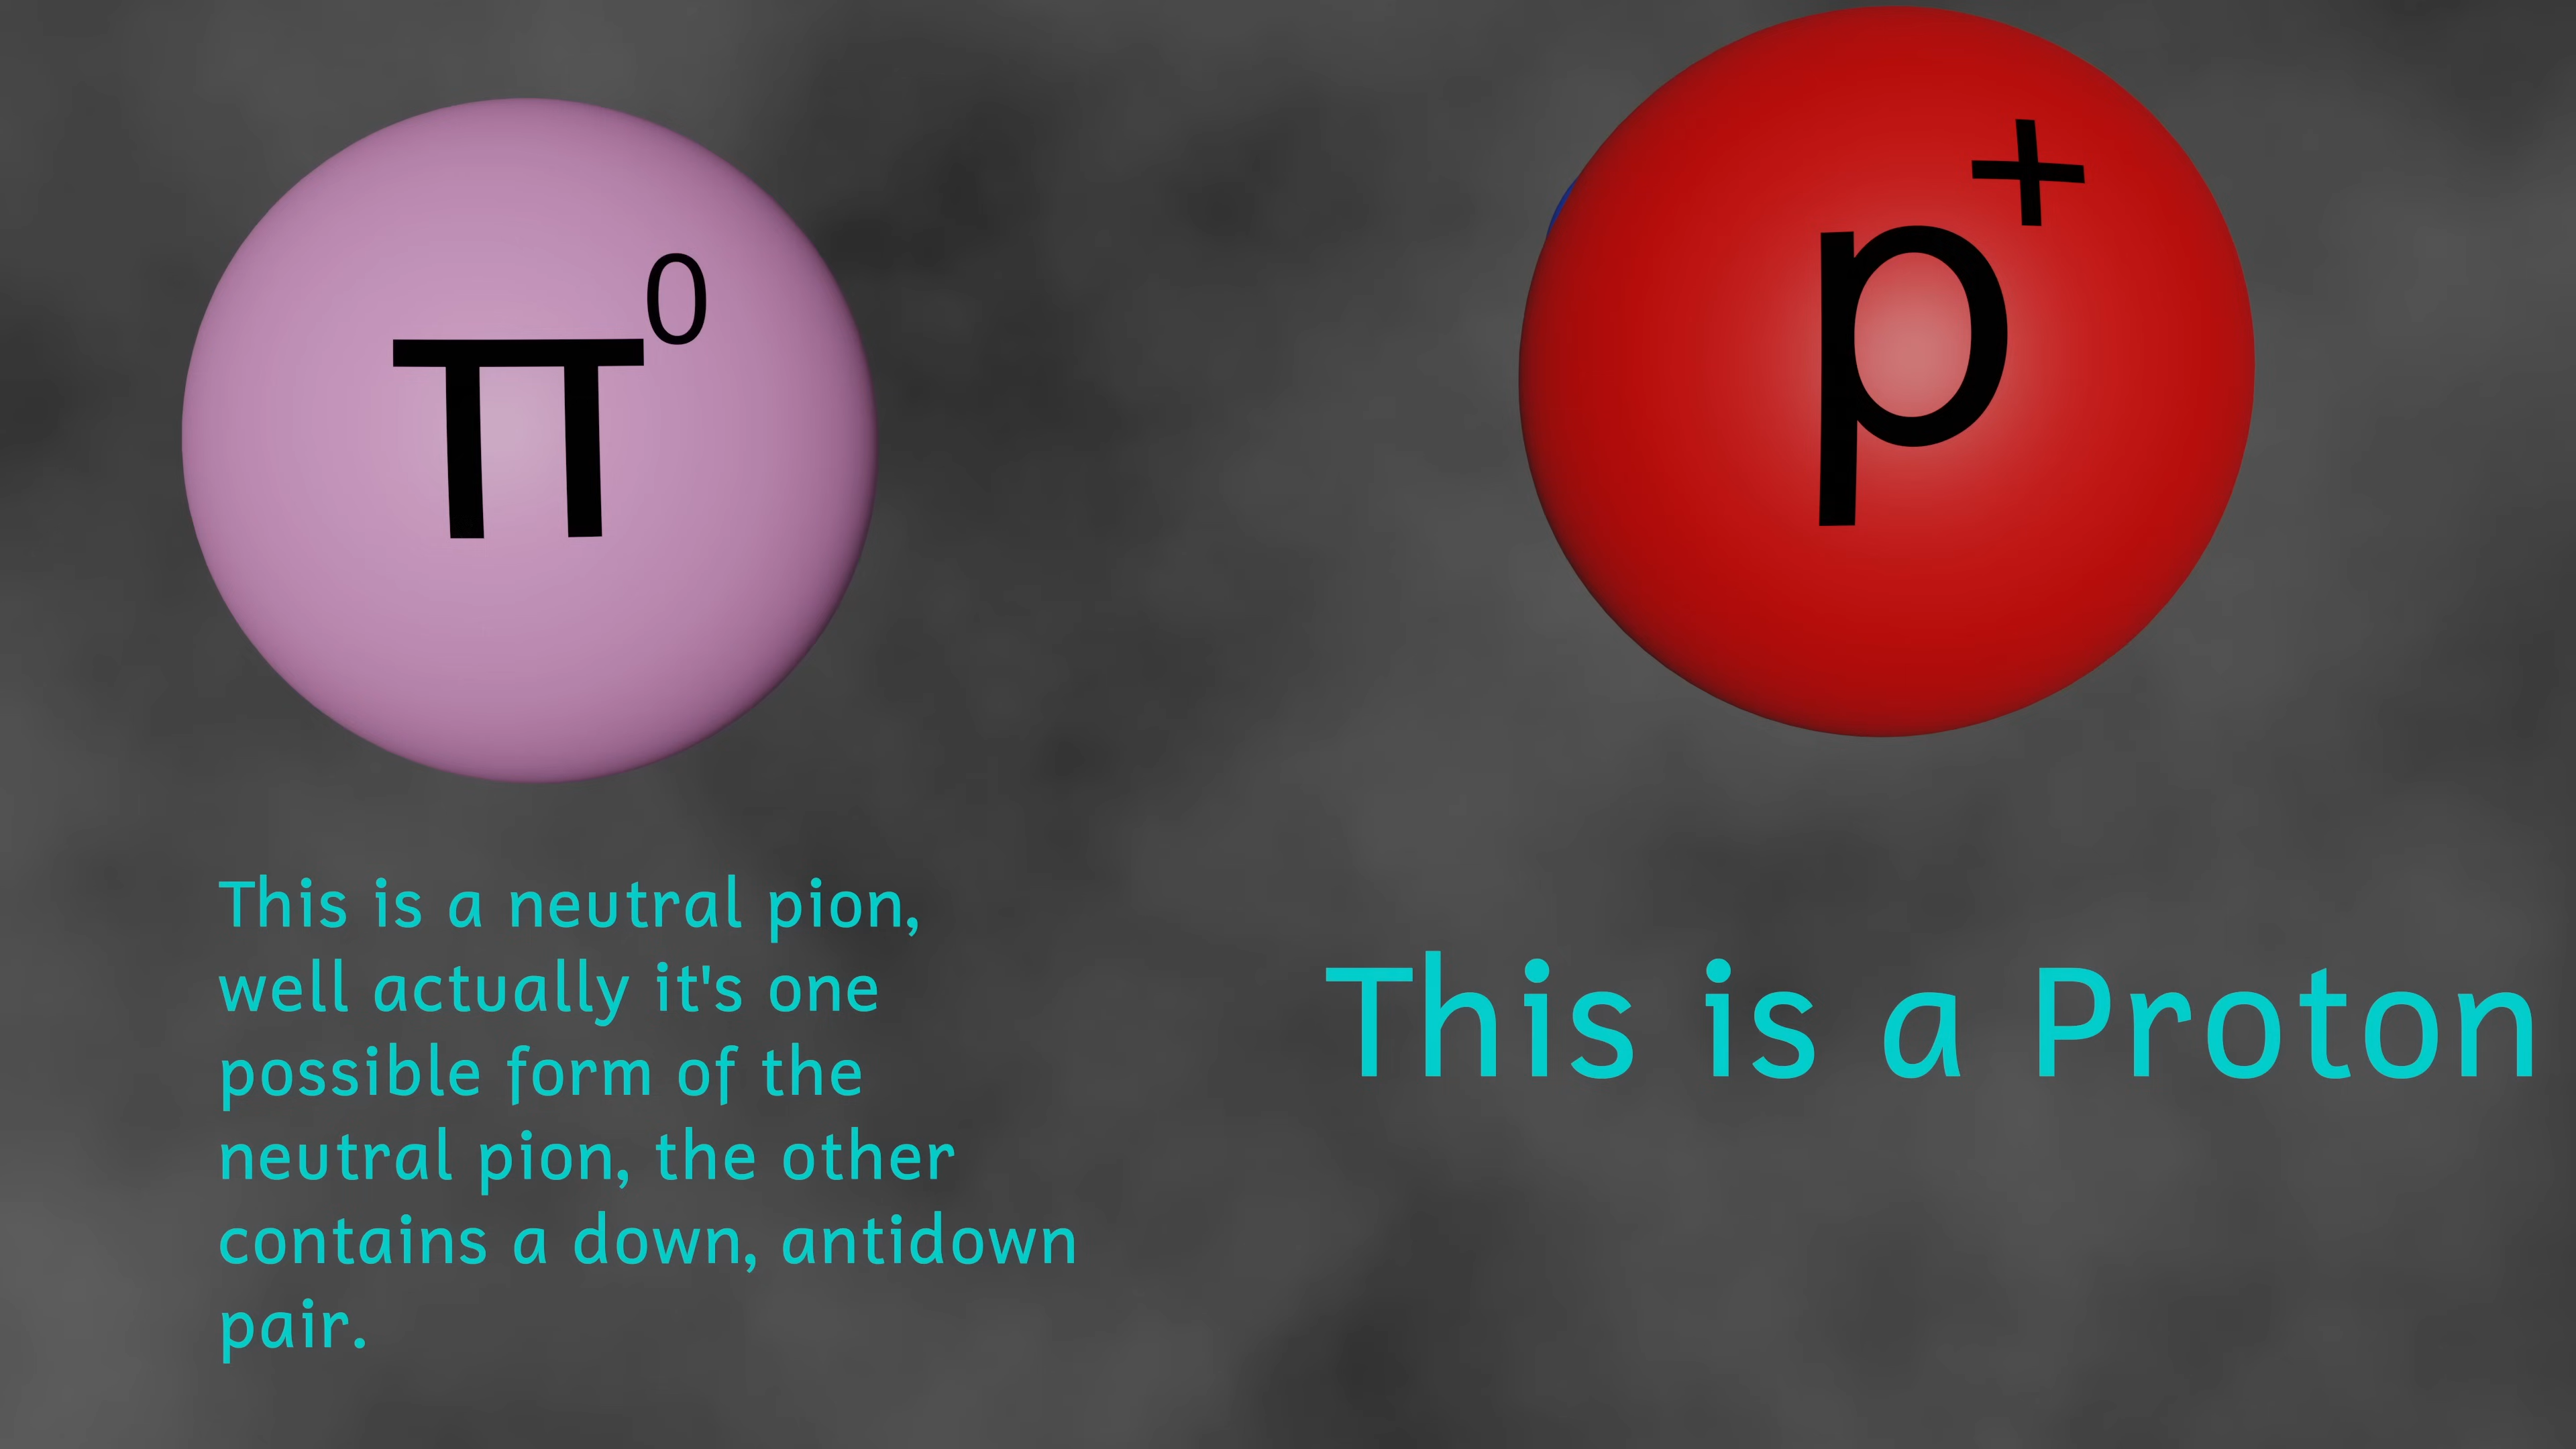 π⁰
p⁺
This is a neutral pion,
well actually it's one
possible form of the
neutral pion, the other
contains a down, antidown
pair.
This is a Proton